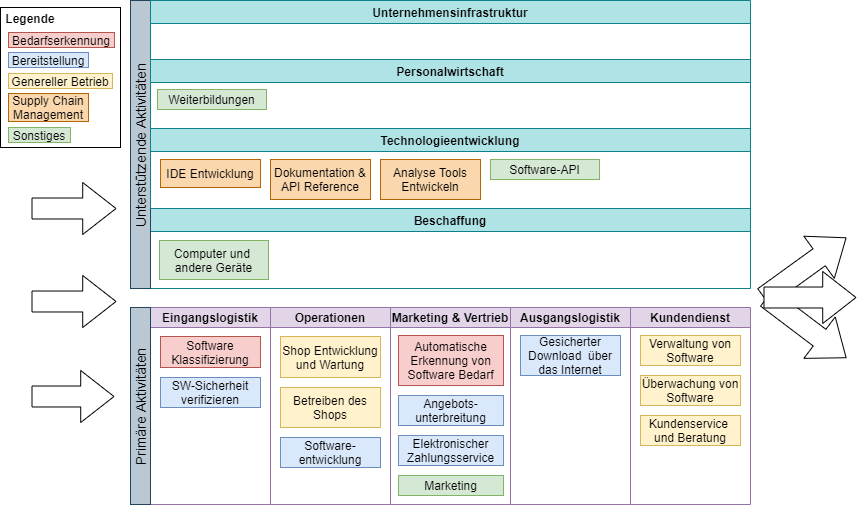 Legende
Bedarfserkennung
Bereitstellung
Genereller Betrieb
Supply Chain
Management
Sonstiges
Unterstützende Aktivitäten
Unternehmensinfrastruktur
Personalwirtschaft
Weiterbildungen
Technologieentwicklung
IDE Entwicklung
Dokumentation &
API Reference
Analyse Tools
Entwickeln
Software-API
Beschaffung
Computer und
andere Geräte
Primäre Aktivitäten
Eingangslogistik
Software
Klassifizierung
SW-Sicherheit
verifizieren
Operationen
Shop Entwicklung
und Wartung
Betreiben des
Shops
Software-
entwicklung
Marketing & Vertrieb
Automatische
Erkennung von
Software Bedarf
Angebots-
unterbreitung
Elektronischer
Zahlungsservice
Marketing
Ausgangslogistik
Gesicherter
Download über
das Internet
Kundendienst
Verwaltung von
Software
Überwachung von
Software
Kundenservice
und Beratung